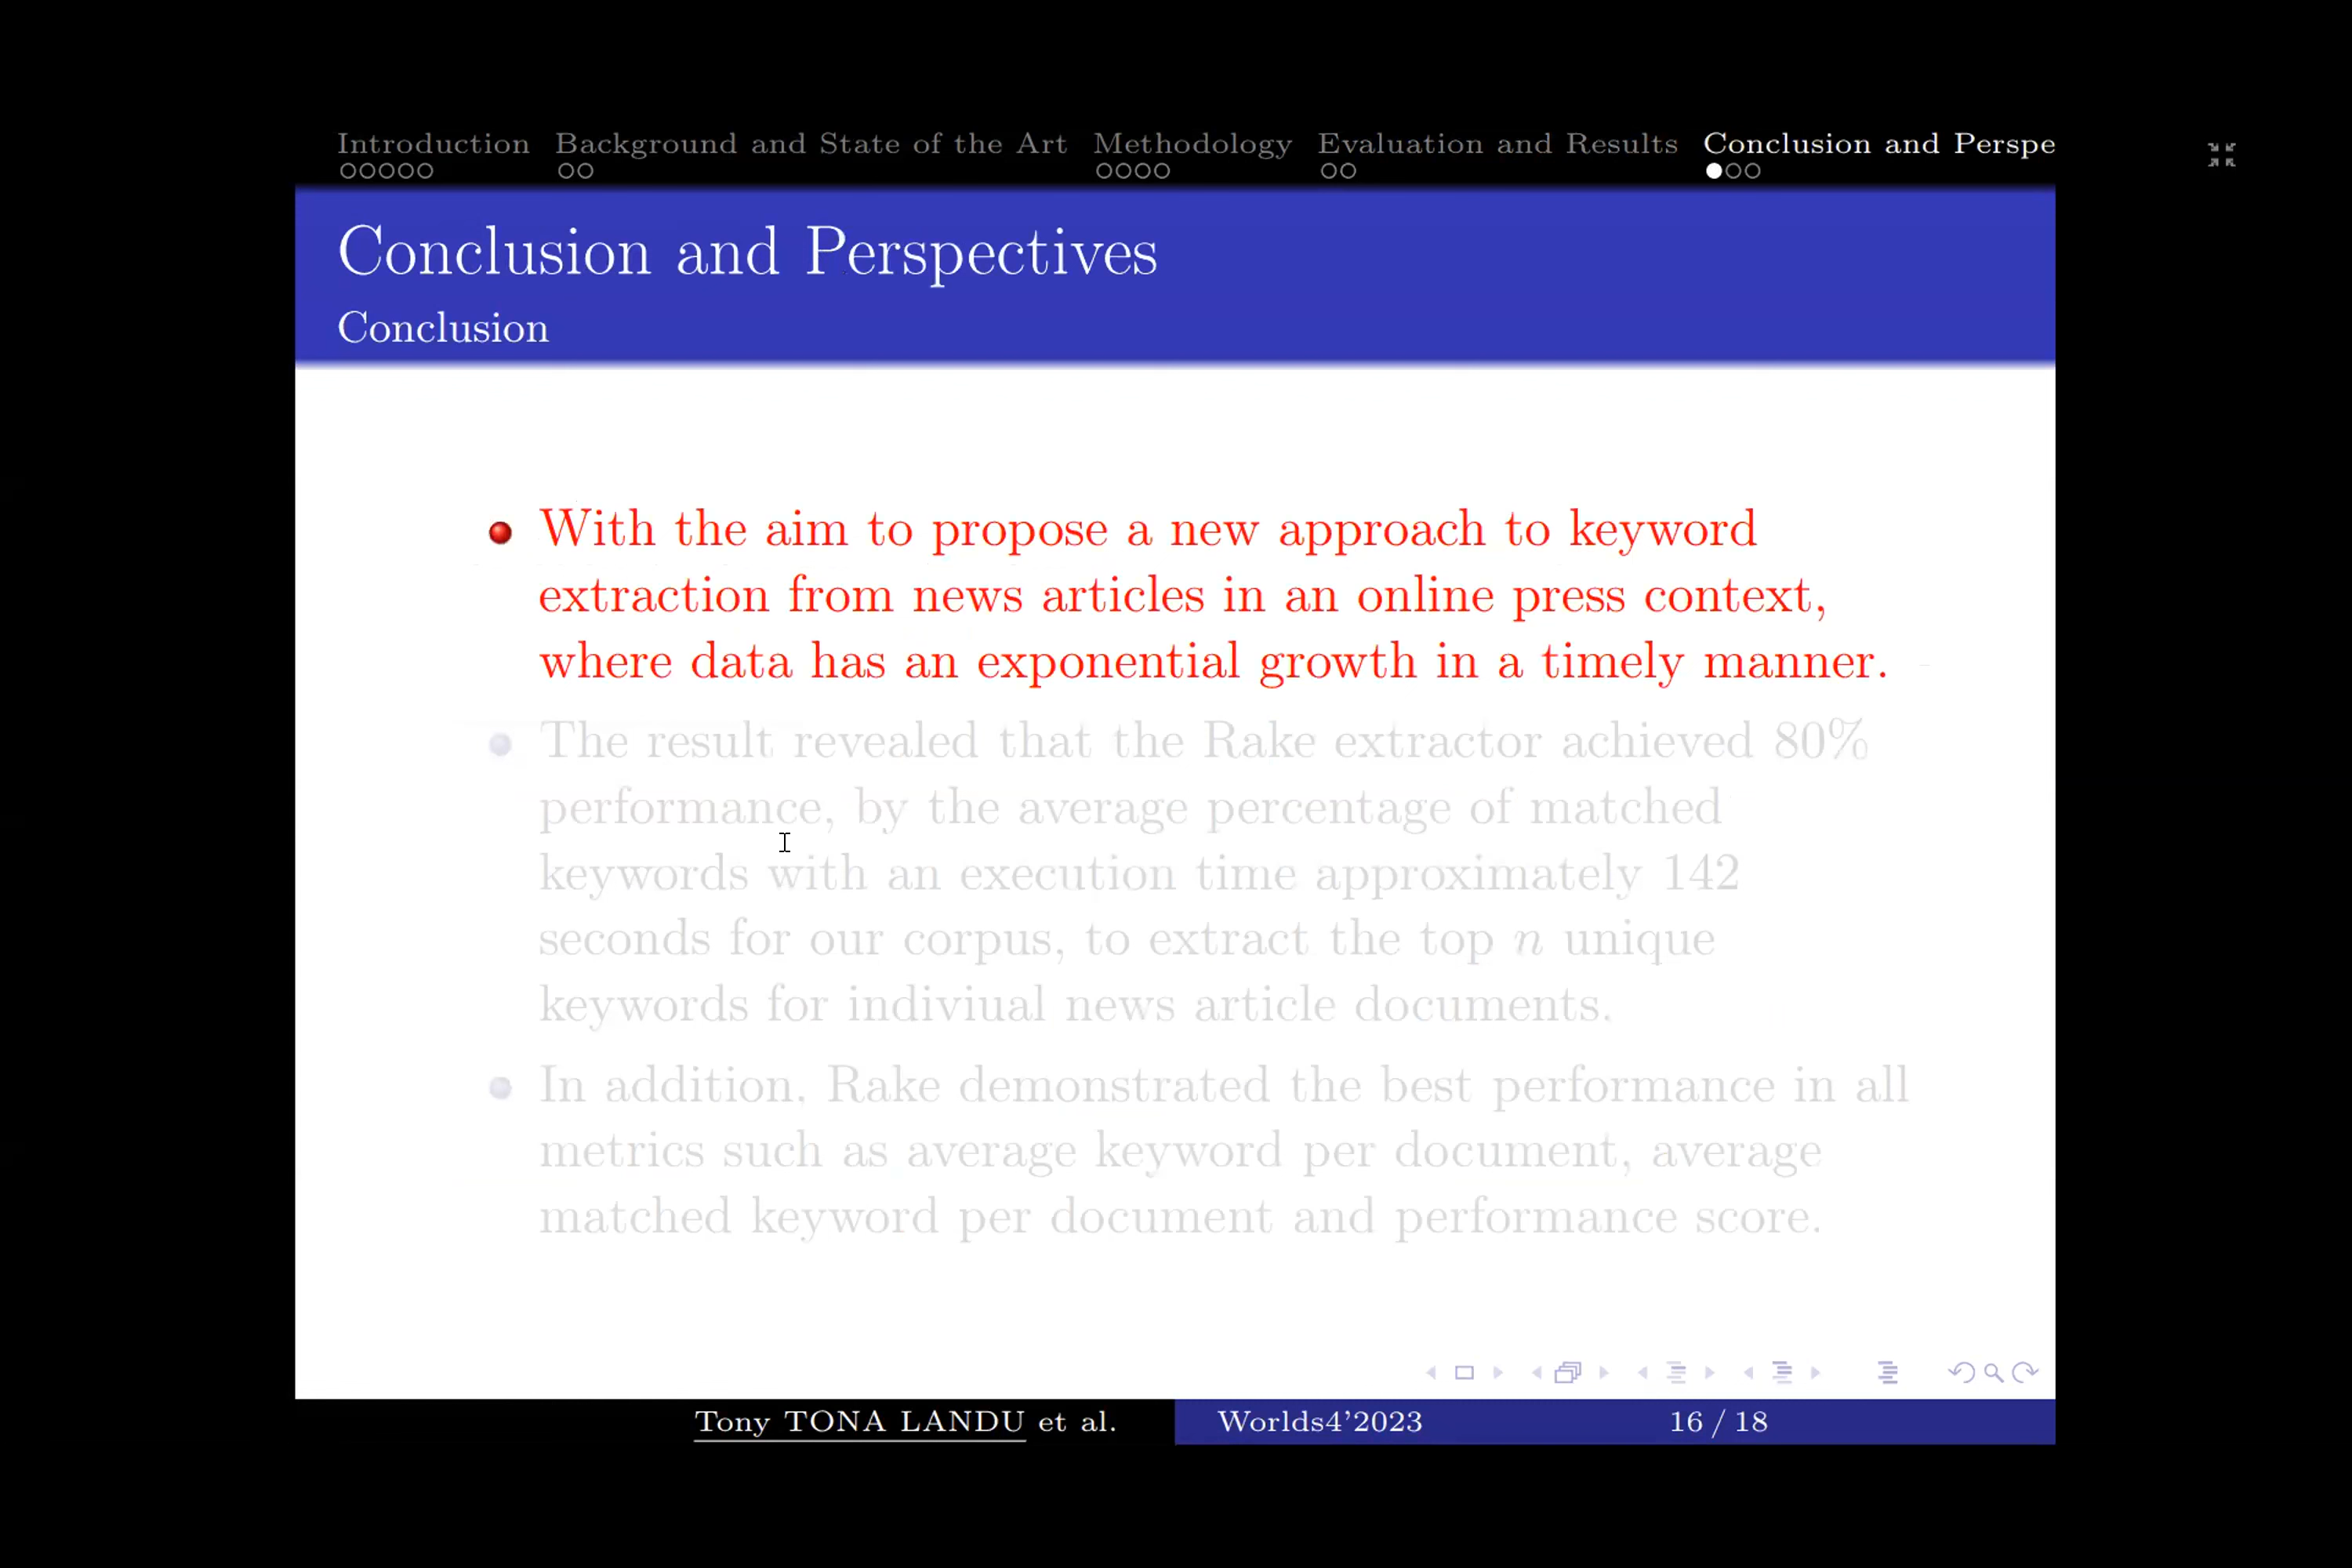 Introduction Background and State of the Art Methodology Evaluation and Results Conclusion and Perspe
Conclusion and Perspectives
Conclusion
With the aim to propose a new approach to keyword
extraction from news articles in an online press context,
where data has an exponential growth in a timely manner.
The result revealed that the Rake extractor achieved 80%
performance, by the average percentage of matched
keywords with an execution time approximately 142
seconds for our corpus, to extract the top n unique
keywords for indiviual news article documents.
In addition, Rake demonstrated the best performance in all
metrics such as average keyword per document, average
matched keyword per document and performance score.
Tony TONA LANDU et al. Worlds4'2023 16 / 18